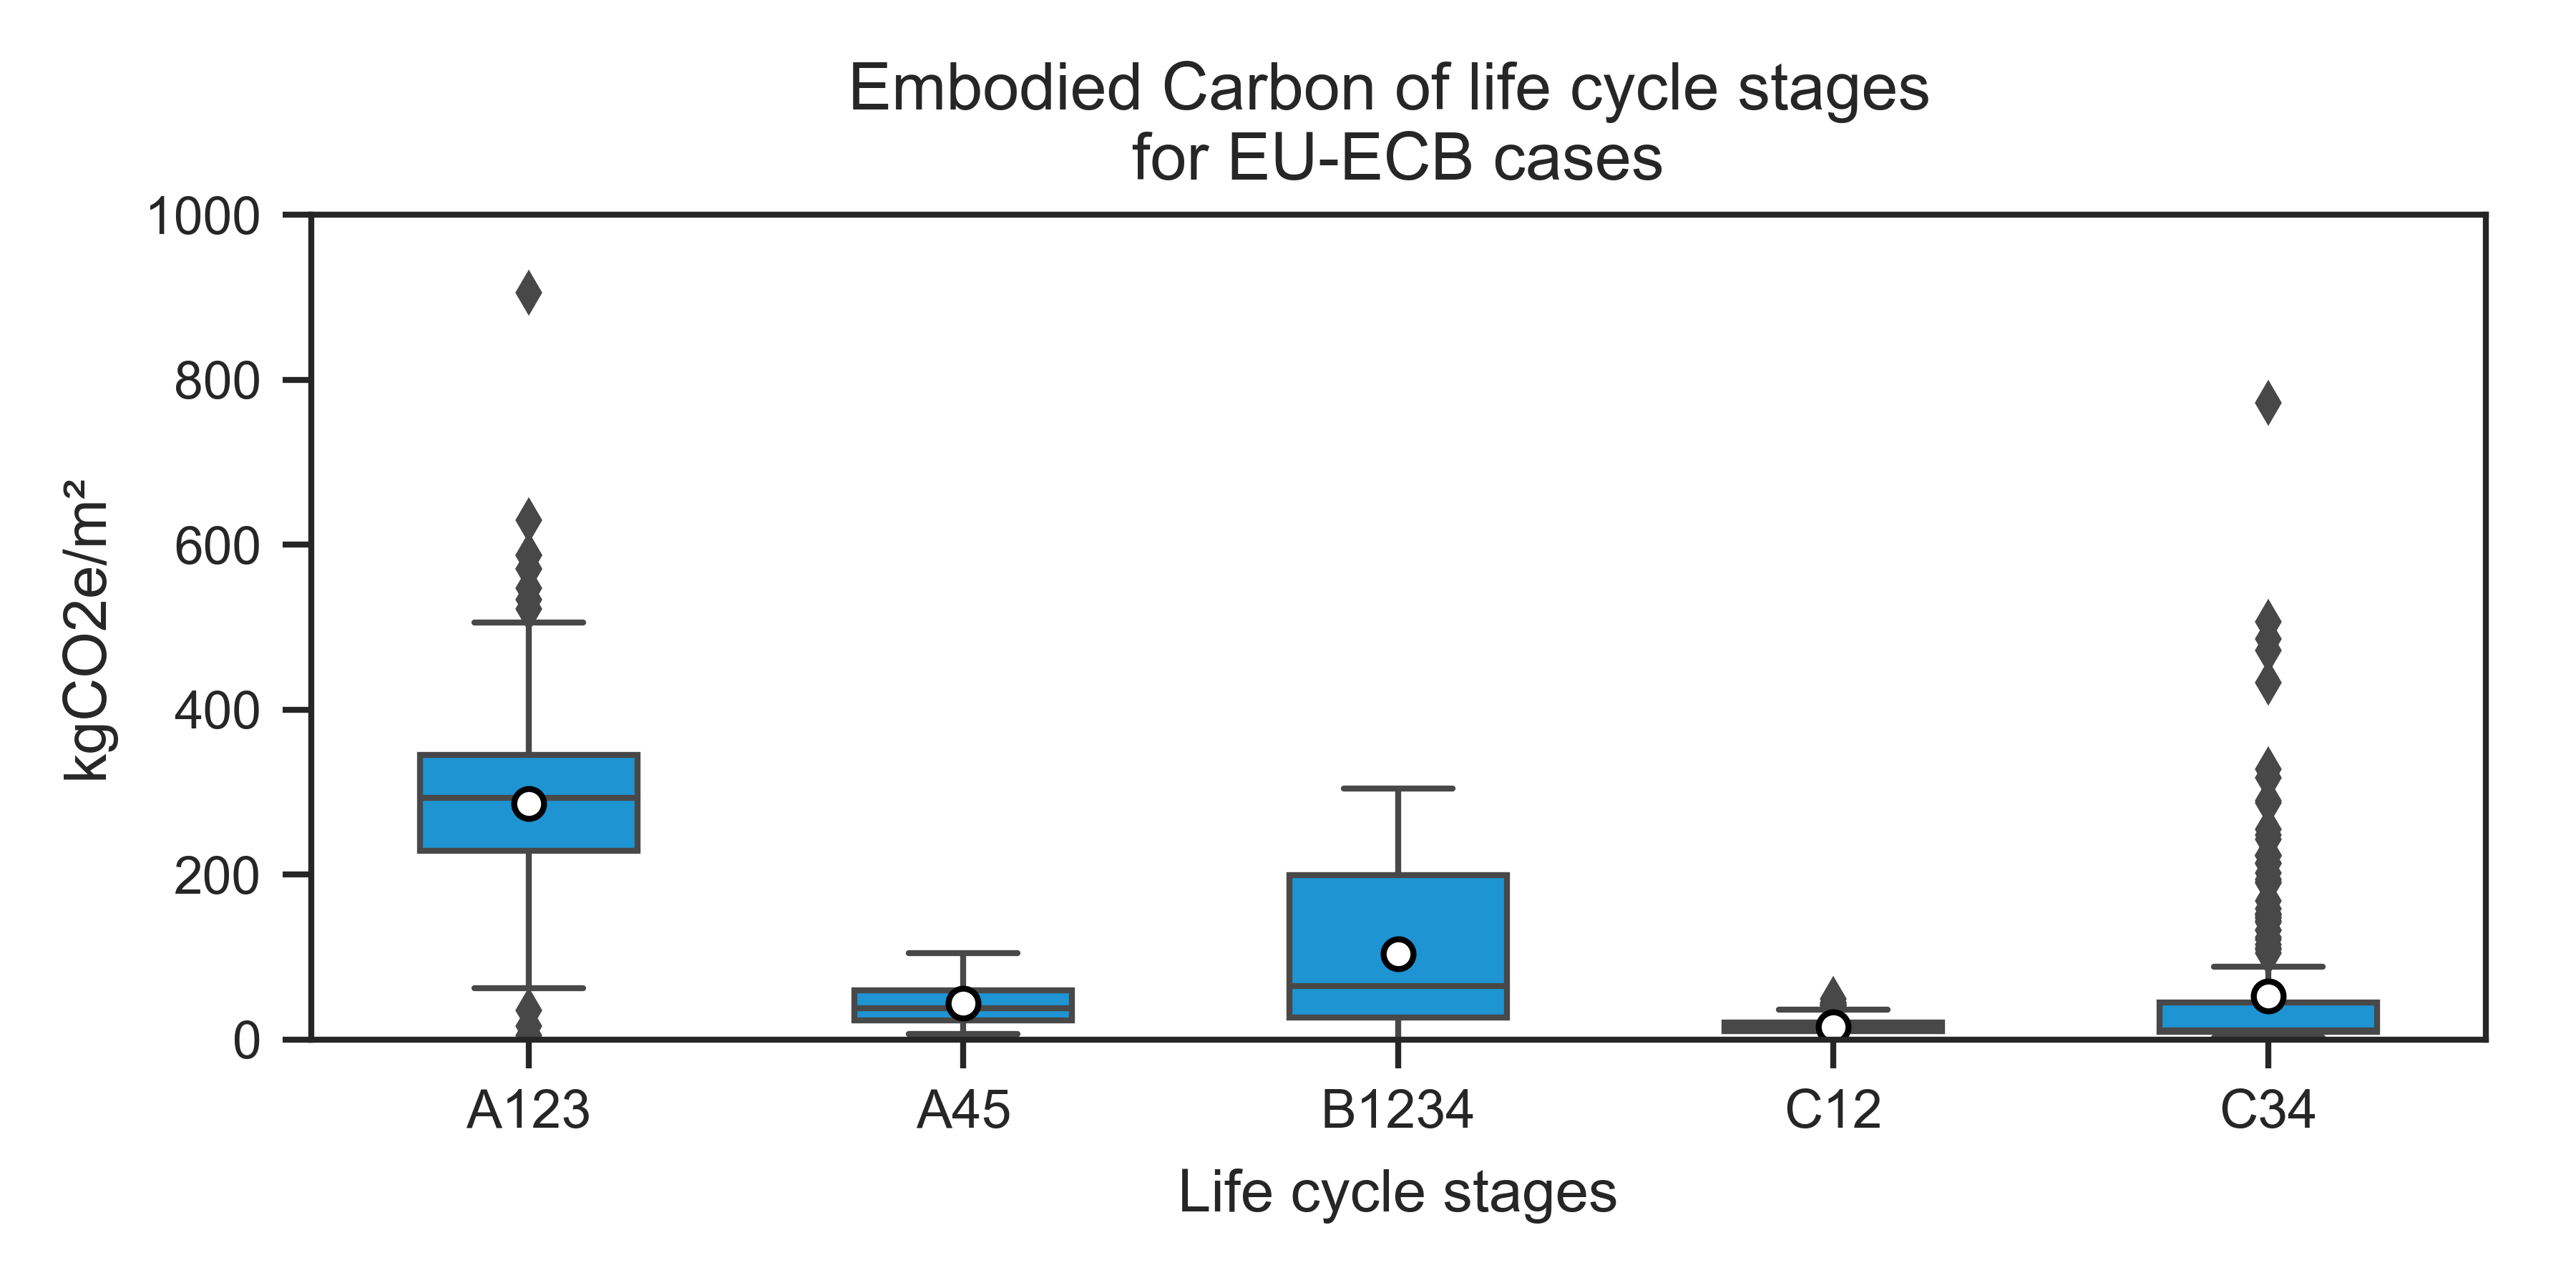 Embodied Carbon of life cycle stages
for EU-ECB cases
kgCO2e/m²
1000
800
600
400
200
0
A123 A45 B1234 C12 C34
Life cycle stages